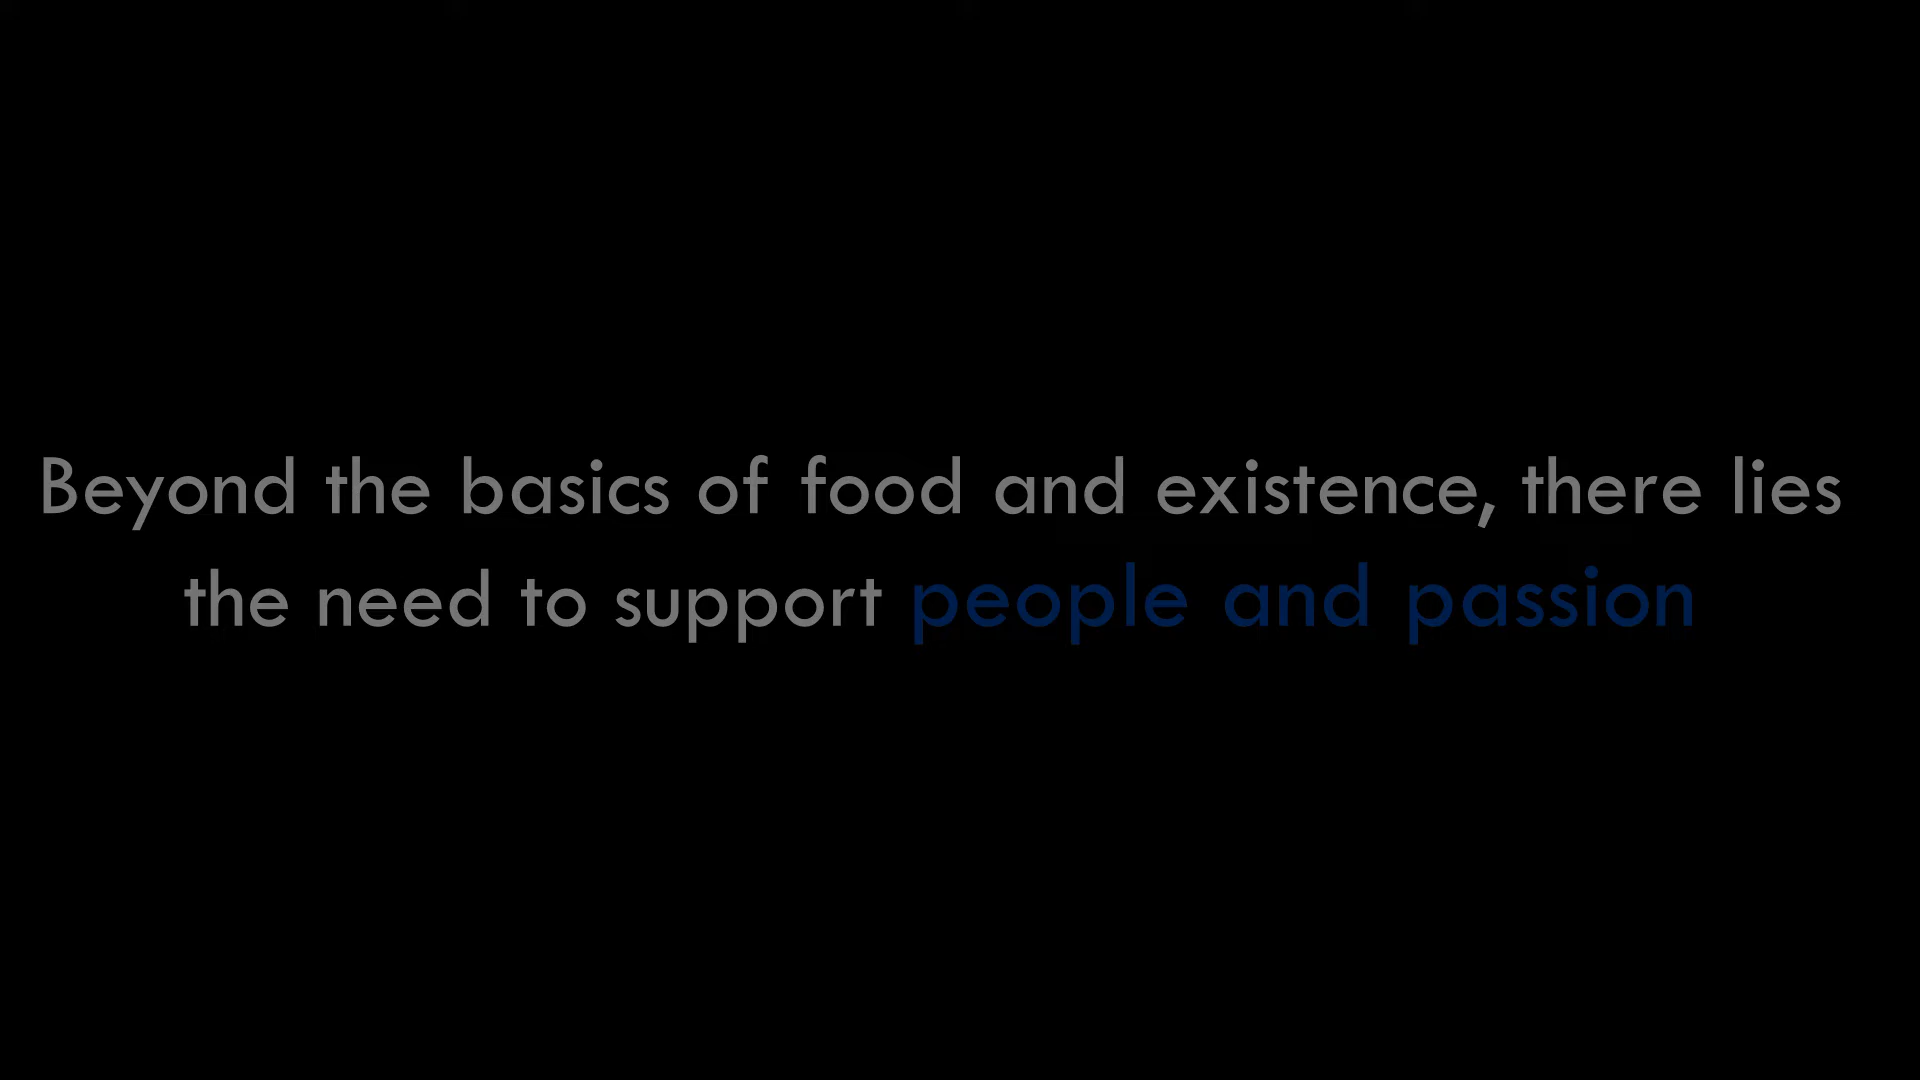 Beyond the basics of food and existence, there lies
the need to support people and passion